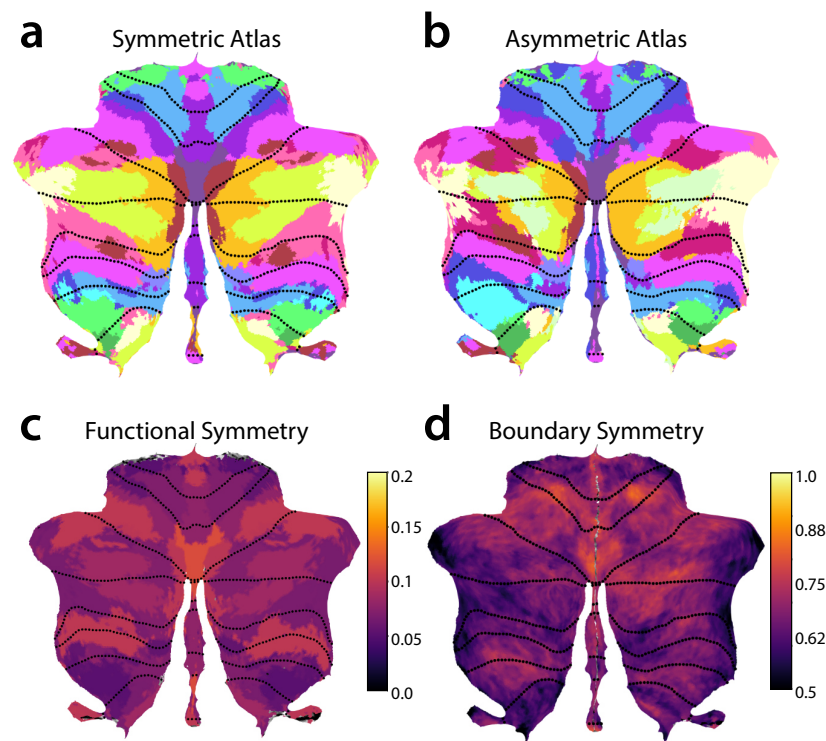 a
Symmetric Atlas
b
Asymmetric Atlas
c
Functional Symmetry
0.2
0.15
0.1
0.05
0.0
d
Boundary Symmetry
1.0
0.88
0.75
0.62
0.5